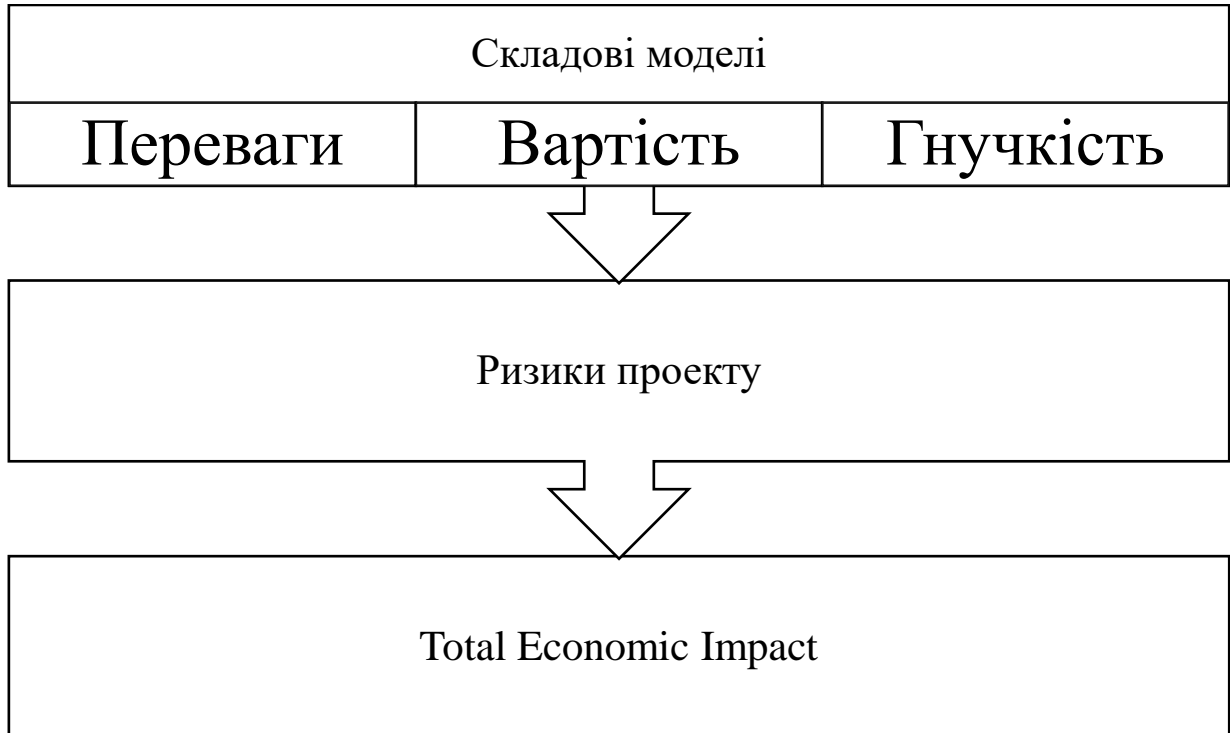 Складові моделі
Переваги Вартість Гнучкість
Ризики проекту
Total Economic Impact